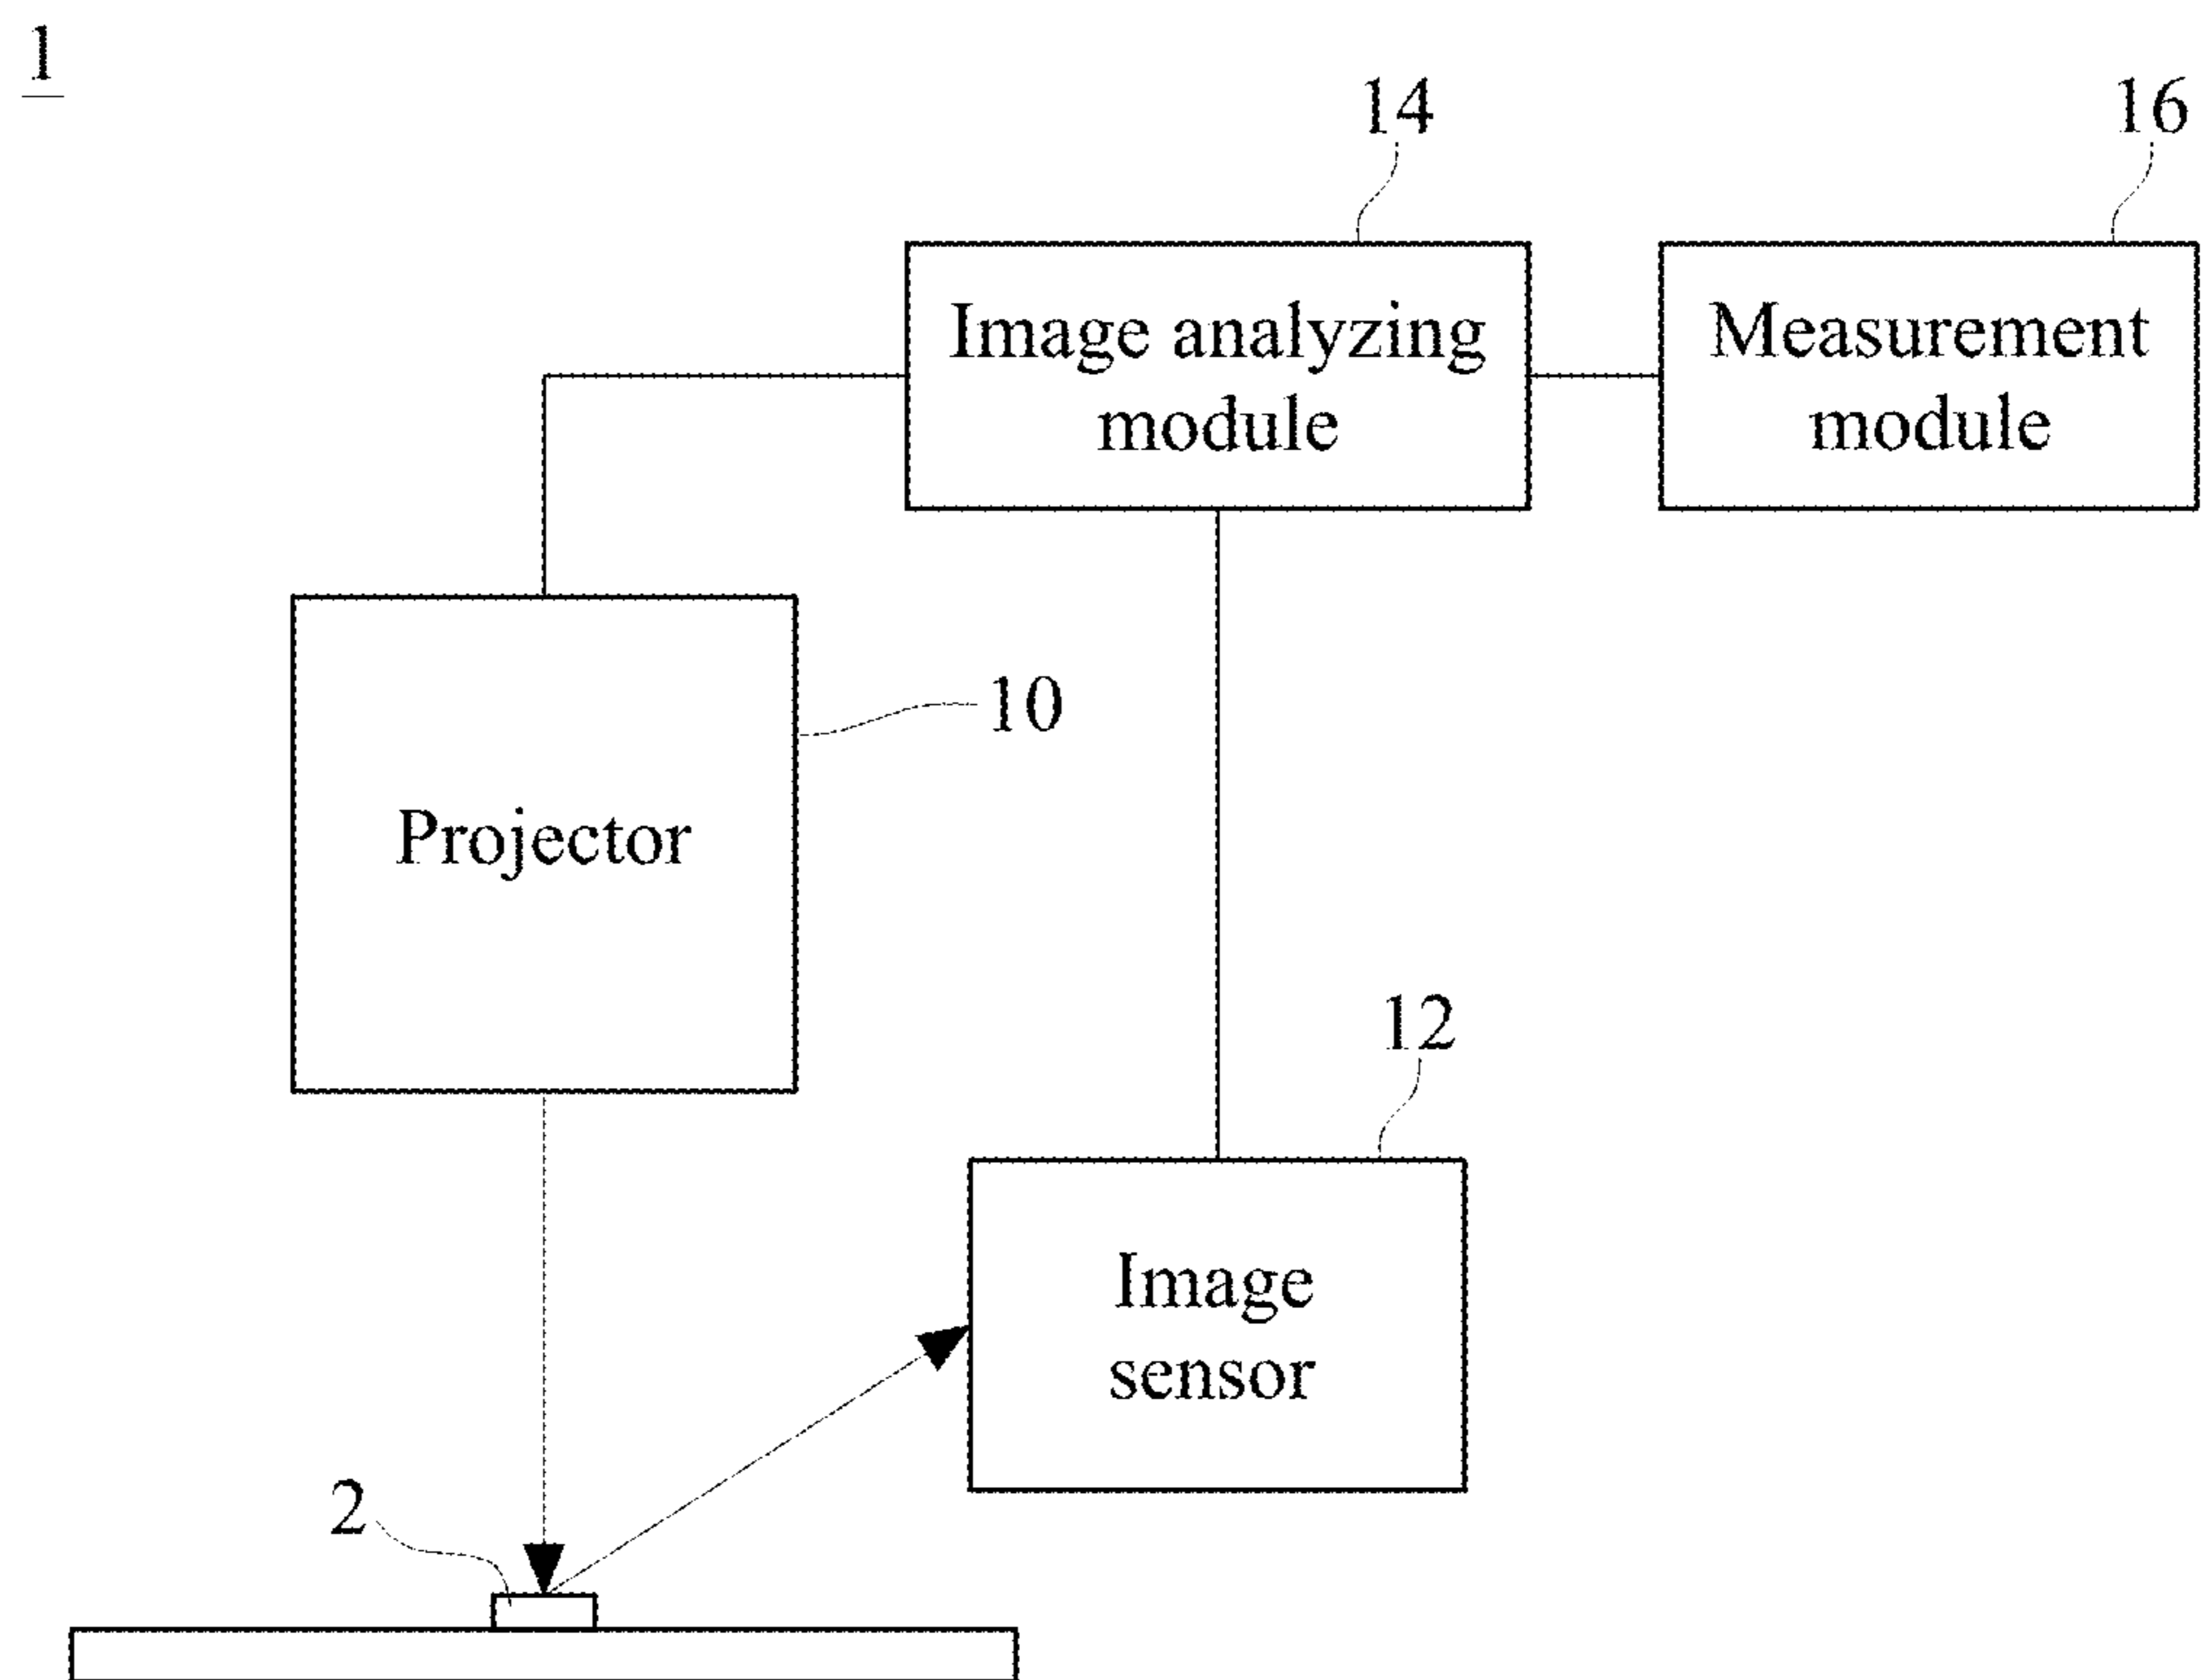 1
14
16
Image analyzing
module
Measurement
module
10
Projector
12
Image
sensor
2